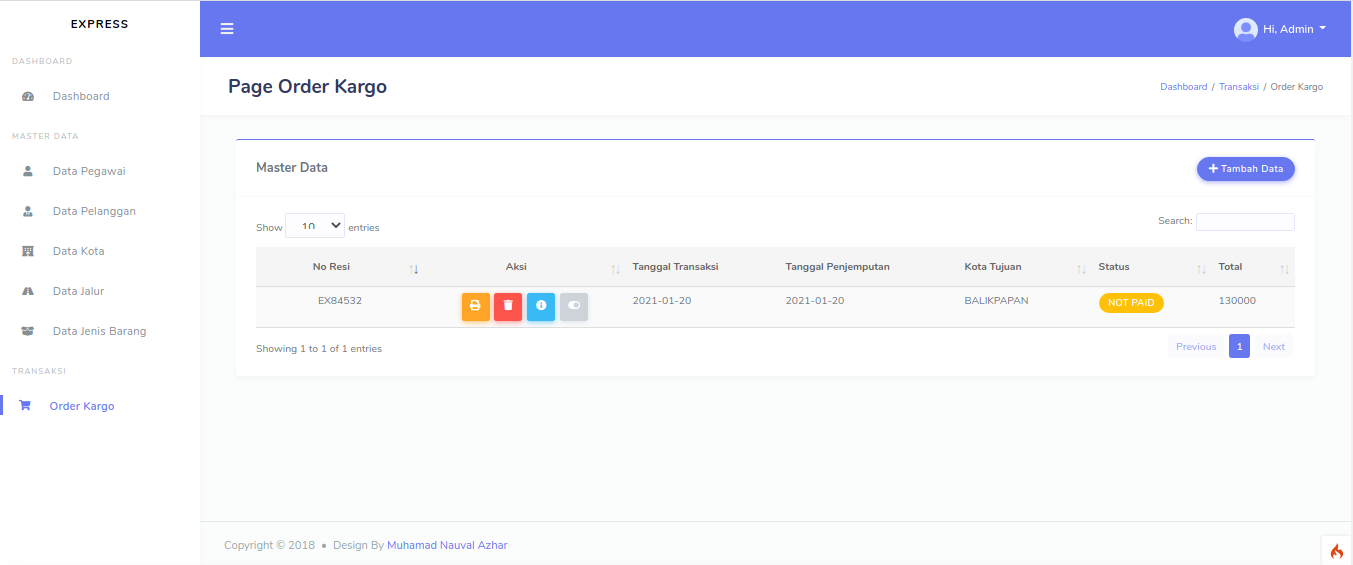 EXPRESS
Hi, Admin
DASHBOARD
Dashboard
MASTER DATA
Data Pegawai
Data Pelanggan
Data Kota
Data Jalur
Data Jenis Barang
TRANSAKSI
Order Kargo
Page Order Kargo
Dashboard / Transaksi / Order Kargo
Master Data
Tambah Data
Show 10 entries
Search:
No Resi Aksi Tanggal Transaksi Tanggal Penjemputan Kota Tujuan Status Total
EX84532 2021-01-20 2021-01-20 BALIKPAPAN NOT PAID 130000
Showing 1 to 1 of 1 entries
Previous 1 Next
Copyright © 2018 • Design By Muhamad Nauval Azhar